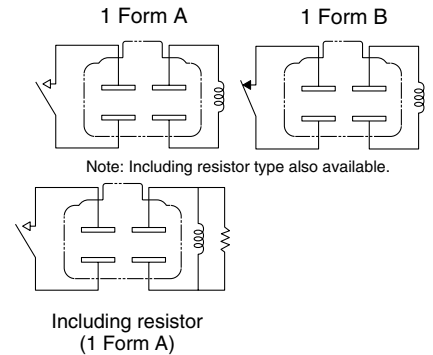 1 Form A
1 Form B
Note: Including resistor type also available.
Including resistor
(1 Form A)